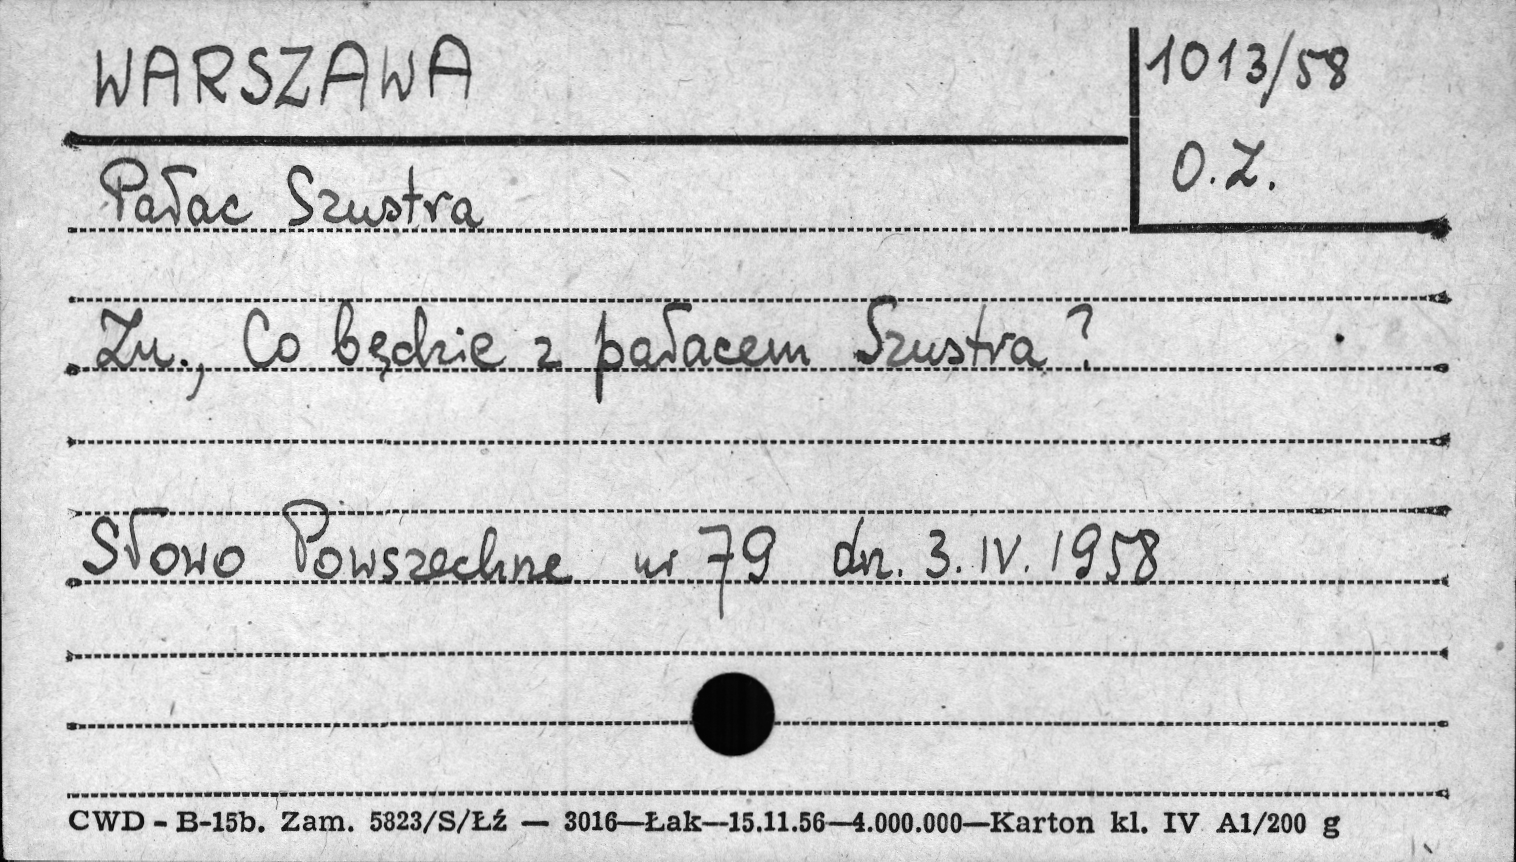 WARSZAWA
1013/58
O.Z.
Pałac Szustra
Zu., Co będzie z pałacem Szustra?
Słowo Powszechne nr 79 dn. 3. IV. 1958
CWD - B-15b. Zam. 5823/S/Łź — 3016—Łak—15.11.56—4.000.000—Karton kl. IV A1/200 g